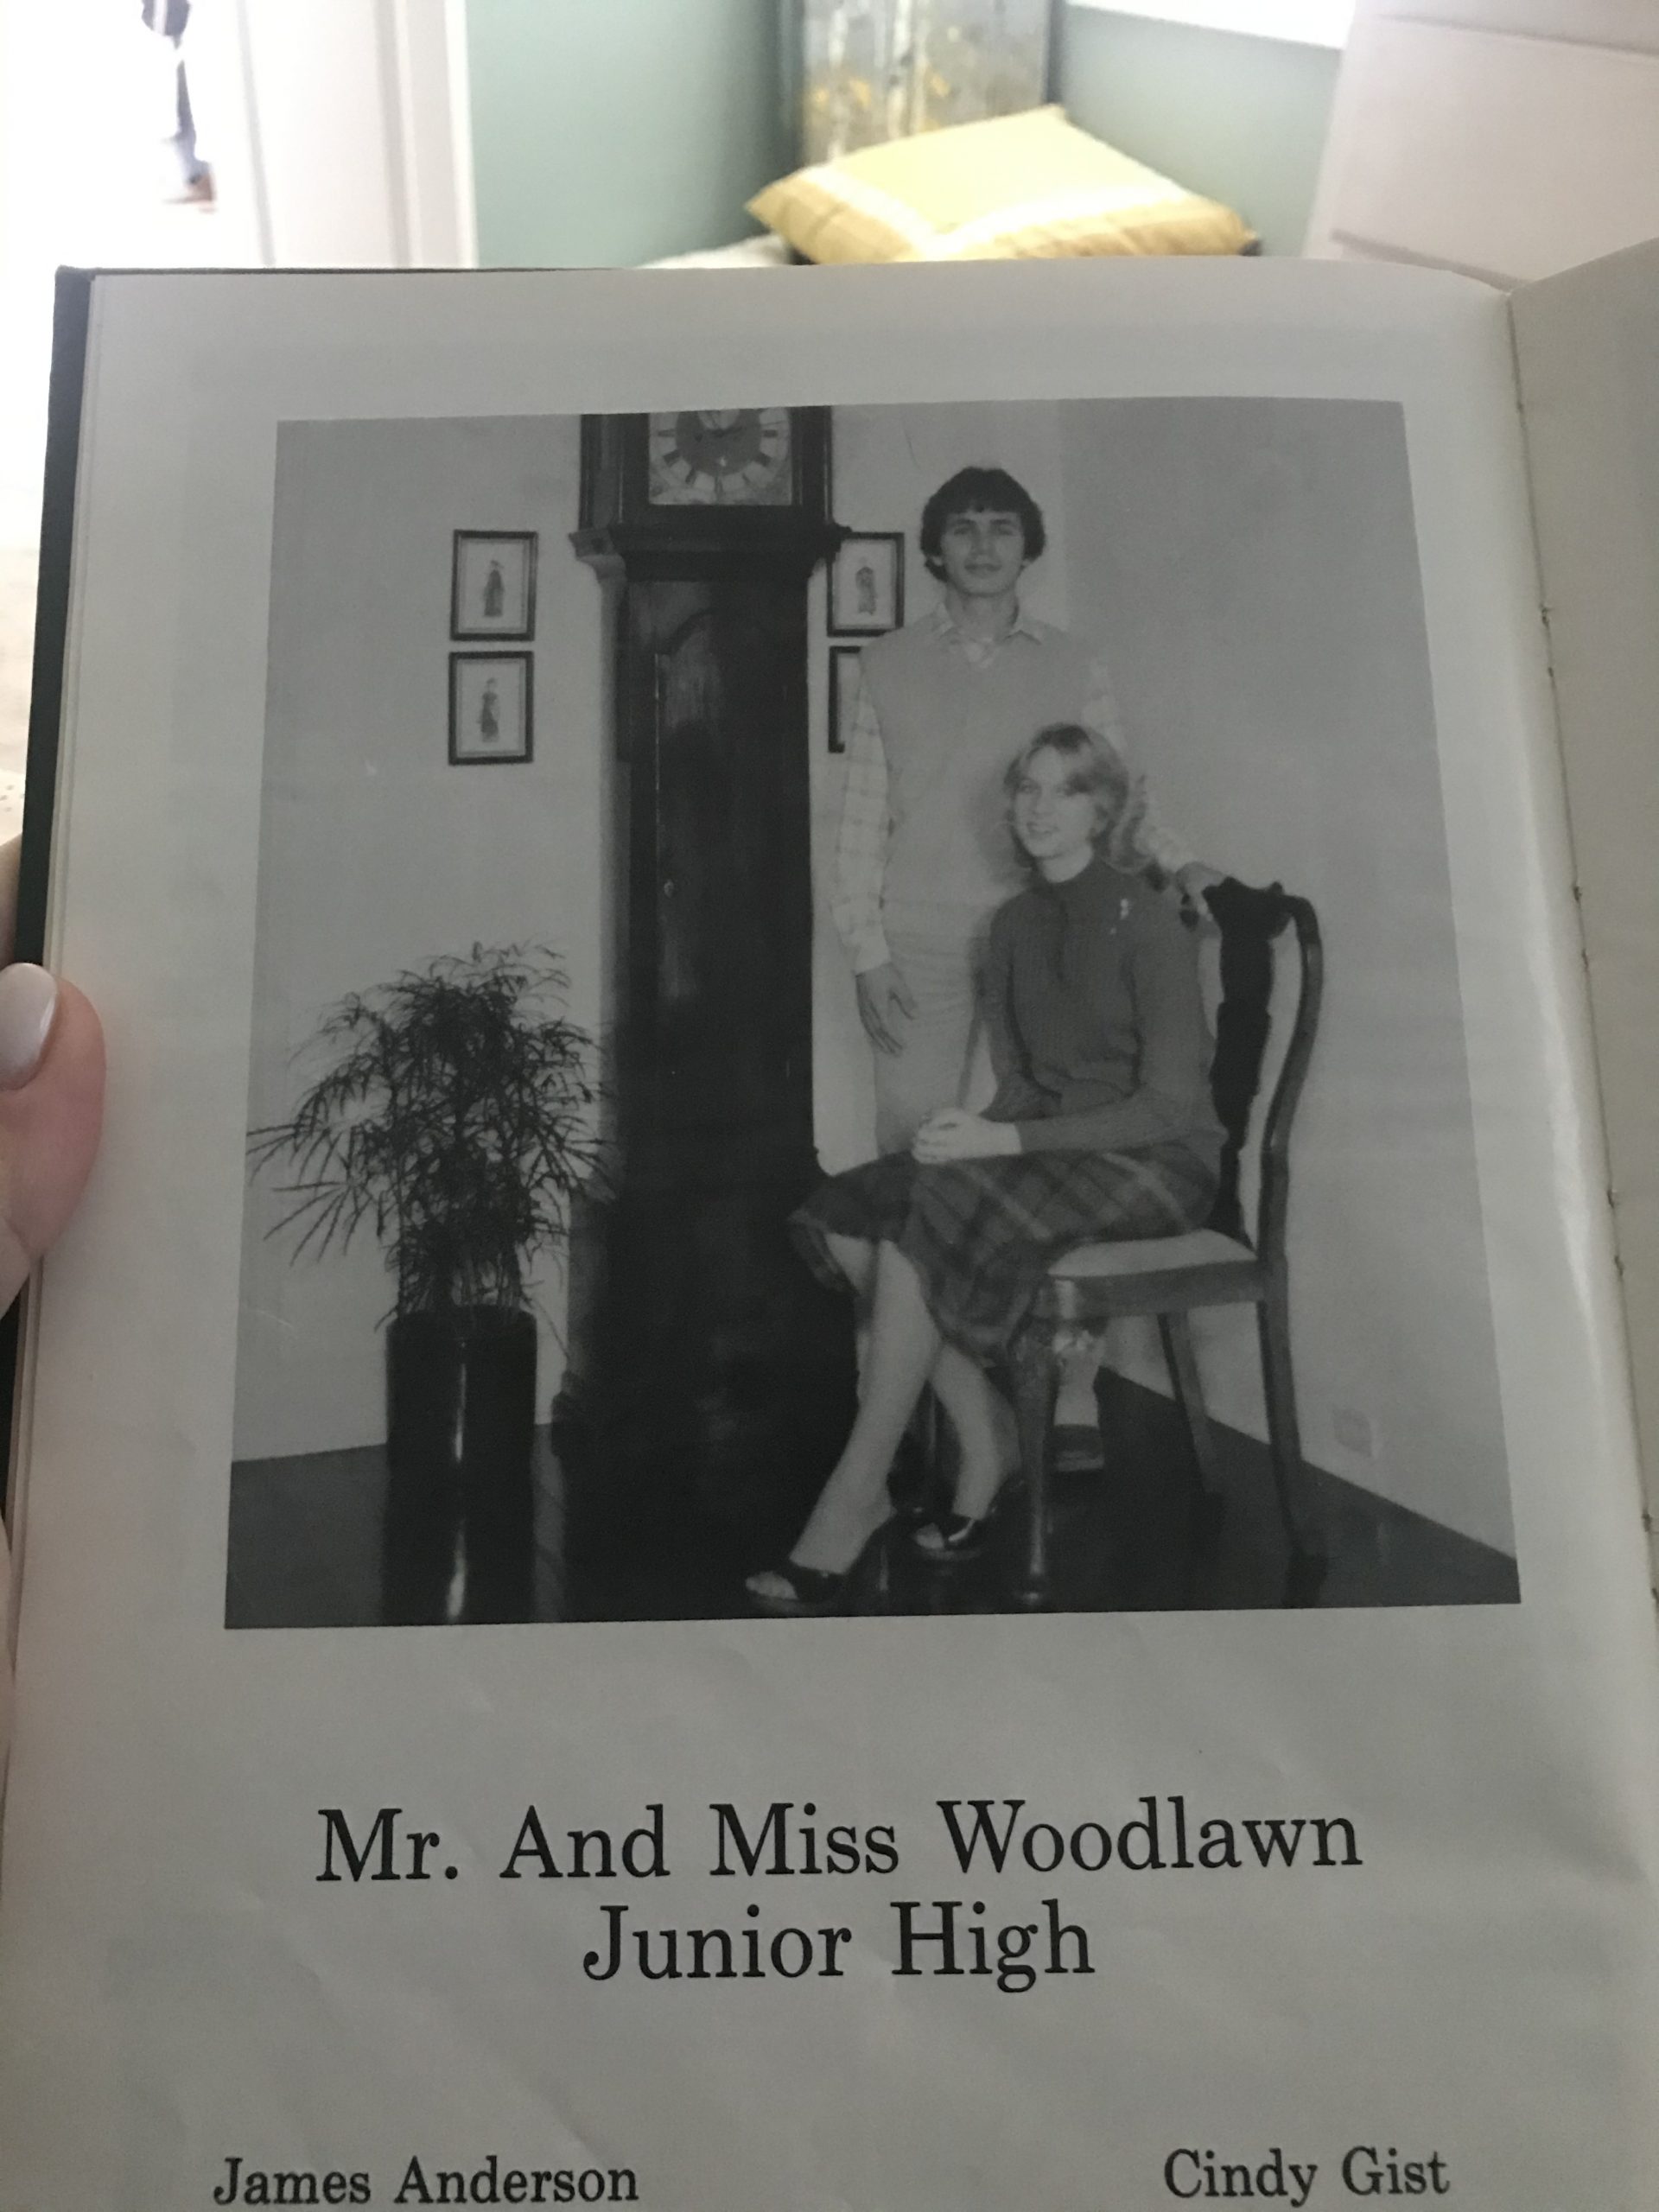 Mr. And Miss Woodlawn
Junior High
James Anderson
Cindy Gist